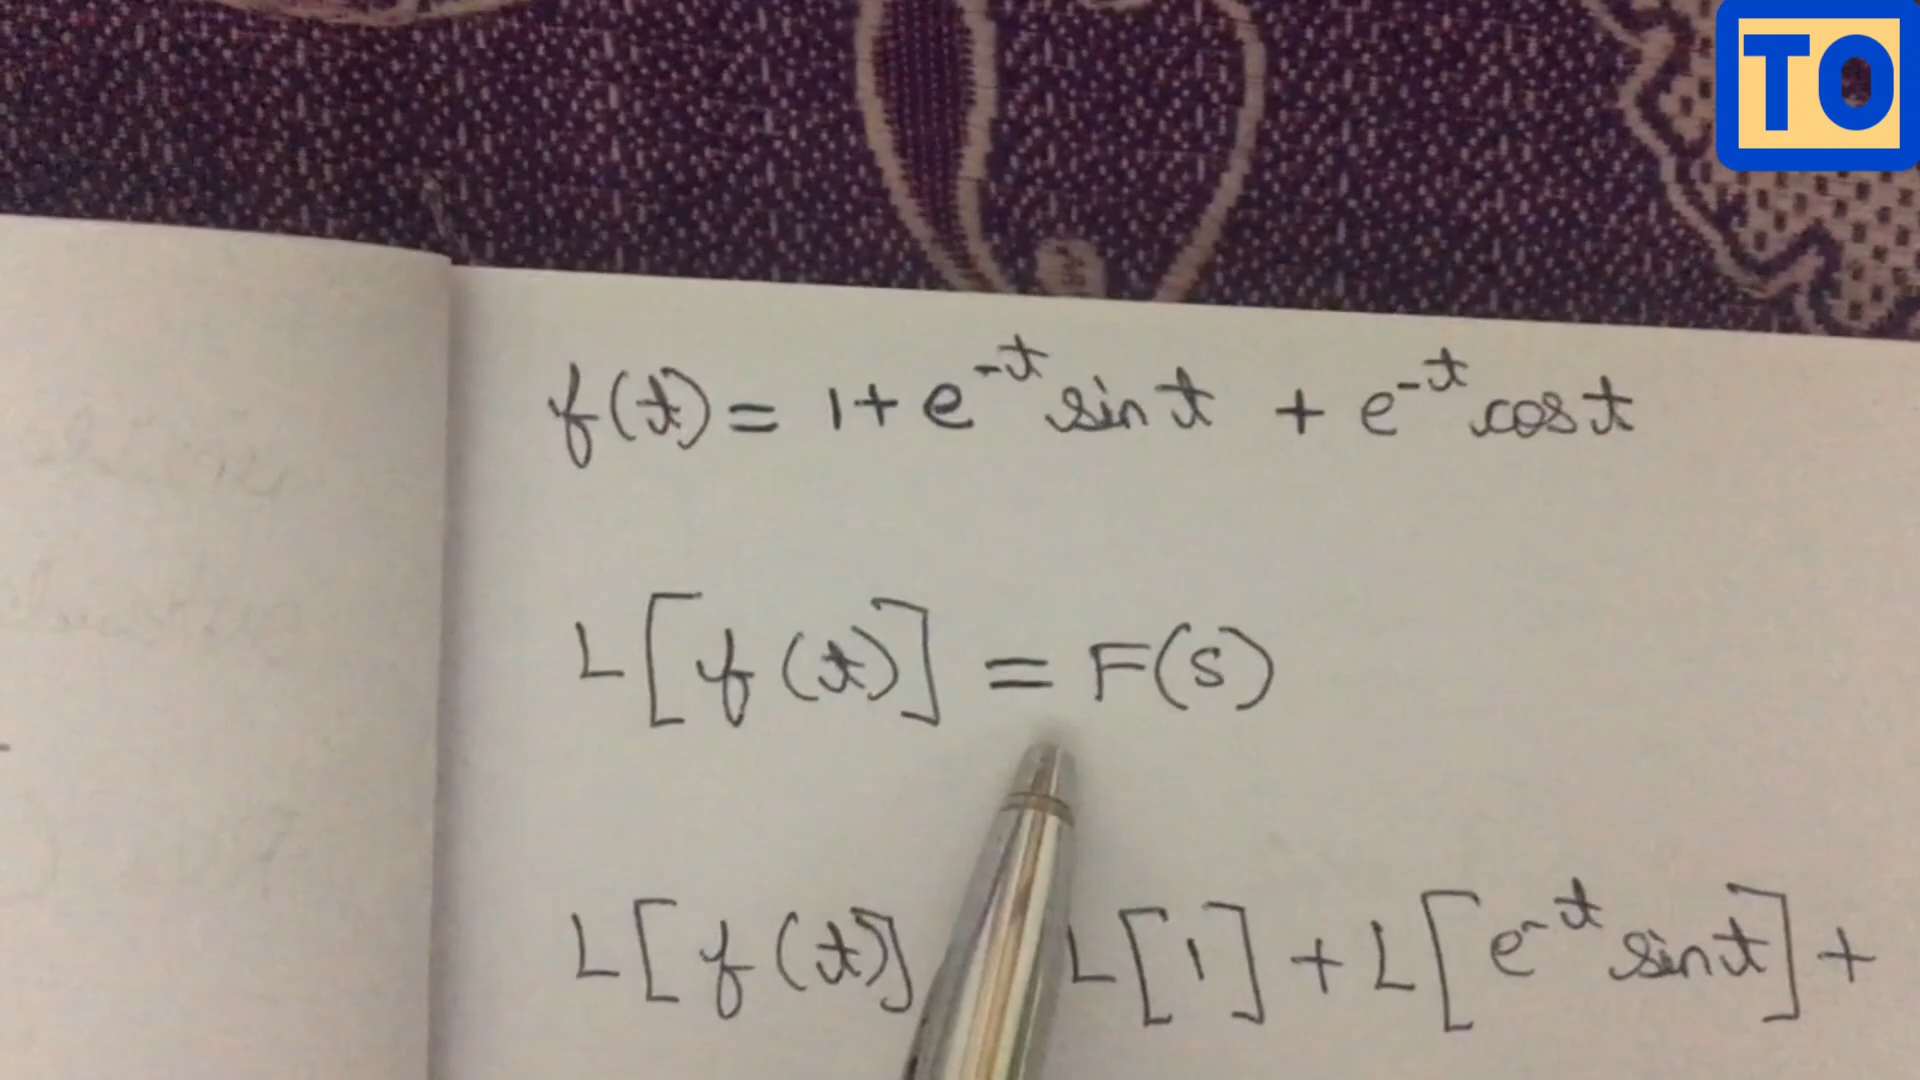 TO
f(t) = 1 + e^-t sin t + e^-t cos t
L[f(t)] = F(s)
L[f(t)] L[1] + L[e^-t sin t] +